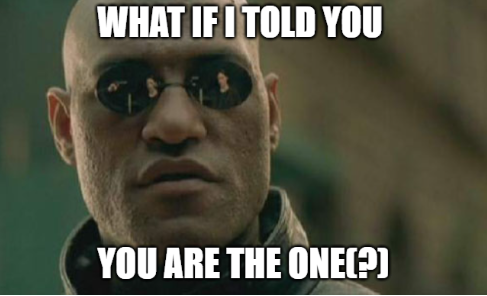 WHAT IF I TOLD YOU
YOU ARE THE ONE(?)